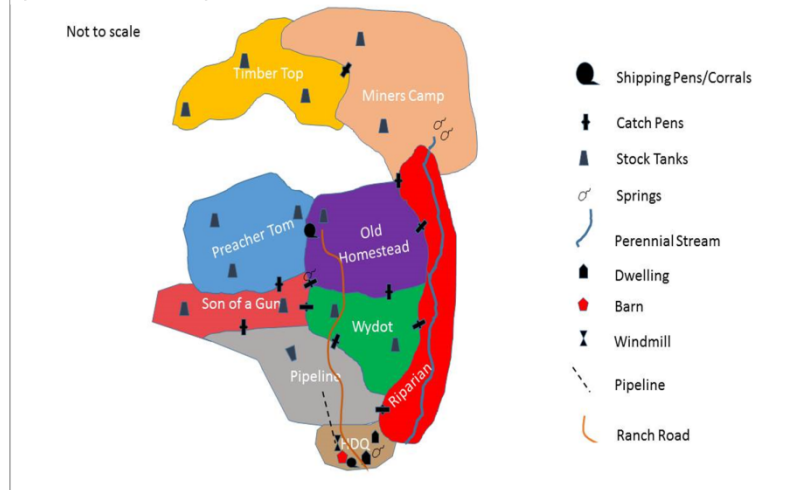 Not to scale
Timber Top
Miners Camp
Preacher Tom
Old
Homestead
Son of a Gun
Wydot
Pipeline
Riparian
HDQ
Shipping Pens/Corrals
Catch Pens
Stock Tanks
Springs
Perennial Stream
Dwelling
Barn
Windmill
Pipeline
Ranch Road